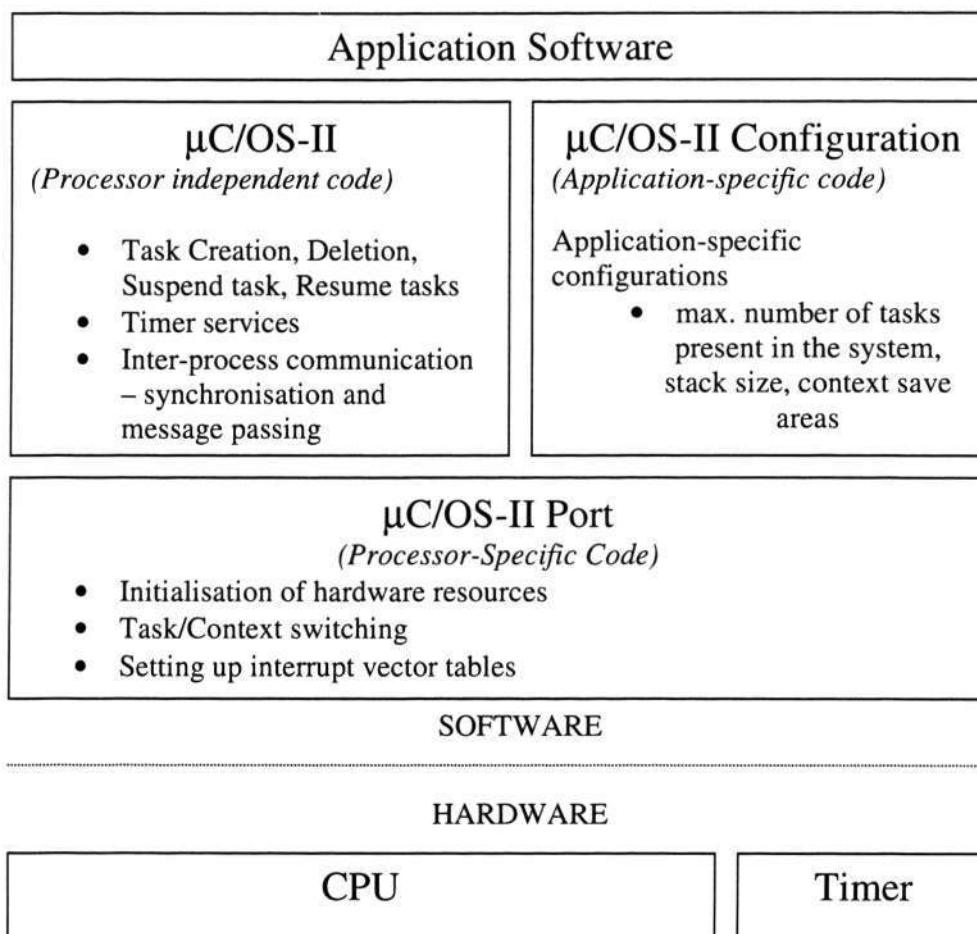 Application Software
µC/OS-II
(Processor independent code)
• Task Creation, Deletion,
Suspend task, Resume tasks
• Timer services
• Inter-process communication
– synchronisation and
message passing
µC/OS-II Configuration
(Application-specific code)
Application-specific
configurations
• max. number of tasks
present in the system,
stack size, context save
areas
µC/OS-II Port
(Processor-Specific Code)
• Initialisation of hardware resources
• Task/Context switching
• Setting up interrupt vector tables
SOFTWARE
HARDWARE
CPU
Timer